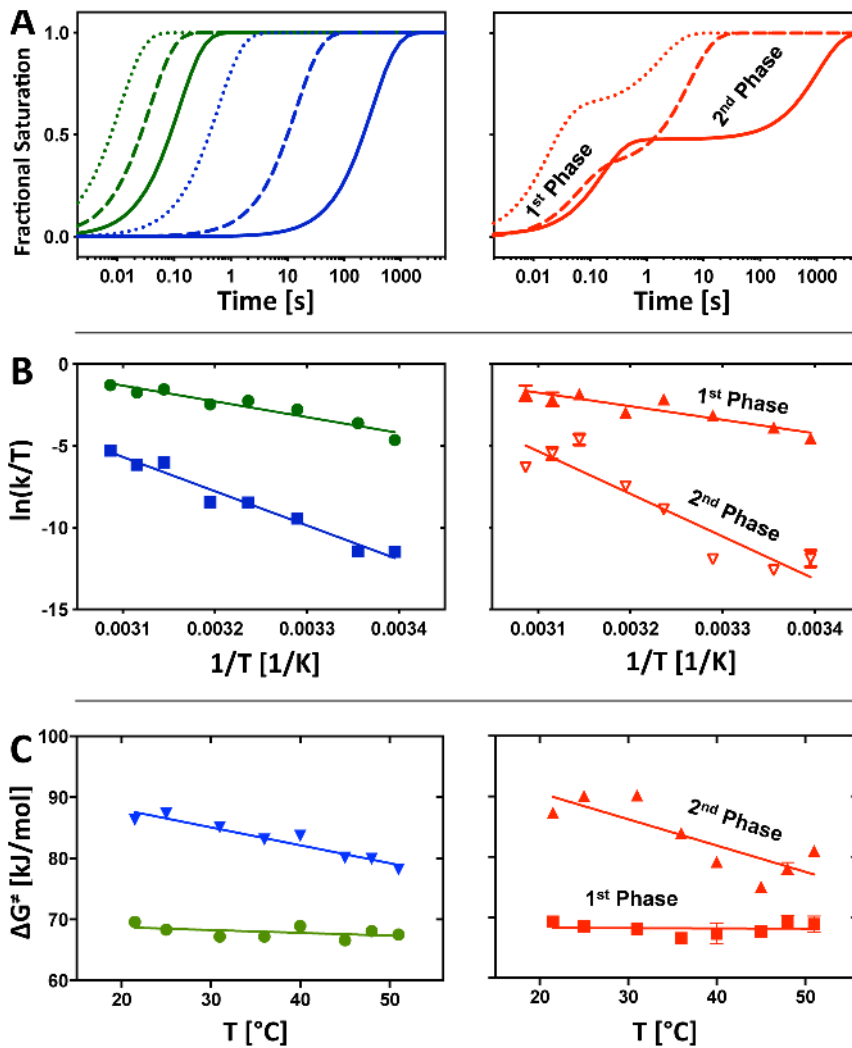 A
Fractional Saturation
1.0
0.5
0.0
0.01 0.10 1 10 100 1000
Time [s]
1st Phase
2nd Phase
0.01 0.10 1 10 100 1000
Time [s]
B
ln(k/T)
0
-5
-10
-15
0.0031 0.0032 0.0033 0.0034
1/T [1/K]
1st Phase
2nd Phase
0.0031 0.0032 0.0033 0.0034
1/T [1/K]
C
ΔG≠ [kJ/mol]
100
90
80
70
60
20 30 40 50
T [°C]
2nd Phase
1st Phase
20 30 40 50
T [°C]